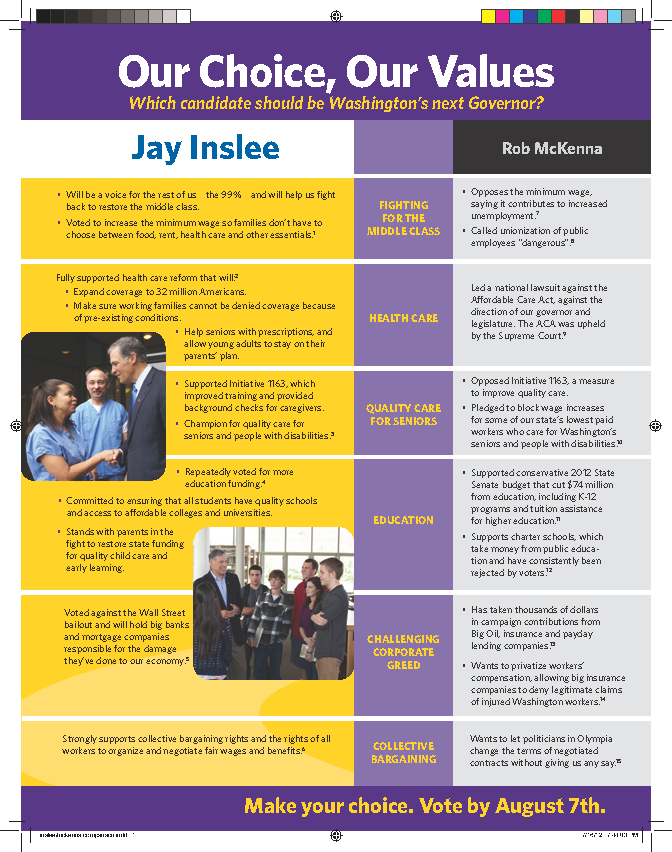 Our Choice, Our Values
Which candidate should be Washington's next Governor?
Jay Inslee
Rob McKenna
• Will be a voice for the rest of us the 99% and will help us fight
back to restore the middle class.
• Voted to increase the minimum wage so families don't have to
choose between food, rent, health care and other essentials.¹
FIGHTING
FOR THE
MIDDLE CLASS
• Opposes the minimum wage,
saying it contributes to increased
unemployment.⁷
• Called unionization of public
employees "dangerous".⁸
Fully supported health care reform that will:²
• Expand coverage to 32 million Americans.
• Make sure working families cannot be denied coverage because
of pre-existing conditions.
• Help seniors with prescriptions, and
allow young adults to stay on their
parents' plan.
HEALTH CARE
Led a national lawsuit against the
Affordable Care Act, against the
direction of our governor and
legislature. The ACA was upheld
by the Supreme Court.⁹
• Supported Initiative 1163, which
improved training and provided
background checks for caregivers.
• Champion for quality care for
seniors and people with disabilities.³
QUALITY CARE
FOR SENIORS
• Opposed Initiative 1163, a measure
to improve quality care.
• Pledged to block wage increases
for some of our state's lowest paid
workers who care for Washington's
seniors and people with disabilities.¹⁰
• Repeatedly voted for more
education funding.⁴
• Committed to ensuring that all students have quality schools
and access to affordable colleges and universities.
• Stands with parents in the
fight to restore state funding
for quality child care and
early learning.
EDUCATION
• Supported conservative 2012 State
Senate budget that cut $74 million
from education, including K-12
programs and tuition assistance
for higher education.¹¹
• Supports charter schools, which
take money from public educa-
tion and have consistently been
rejected by voters.¹²
Voted against the Wall Street
bailout and will hold big banks
and mortgage companies
responsible for the damage
they've done to our economy.⁵
CHALLENGING
CORPORATE
GREED
• Has taken thousands of dollars
in campaign contributions from
Big Oil, insurance and payday
lending companies.¹³
• Wants to privatize workers'
compensation, allowing big insurance
companies to deny legitimate claims
of injured Washington workers.¹⁴
Strongly supports collective bargaining rights and the rights of all
workers to organize and negotiate fair wages and benefits.⁶
COLLECTIVE
BARGAINING
Wants to let politicians in Olympia
change the terms of negotiated
contracts without giving us any say.¹⁵
Make your choice. Vote by August 7th.